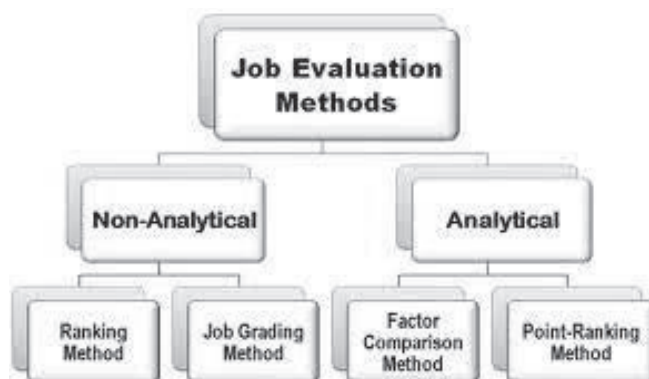 Job Evaluation
Methods
Non-Analytical
Analytical
Ranking
Method
Job Grading
Method
Factor
Comparison
Method
Point-Ranking
Method